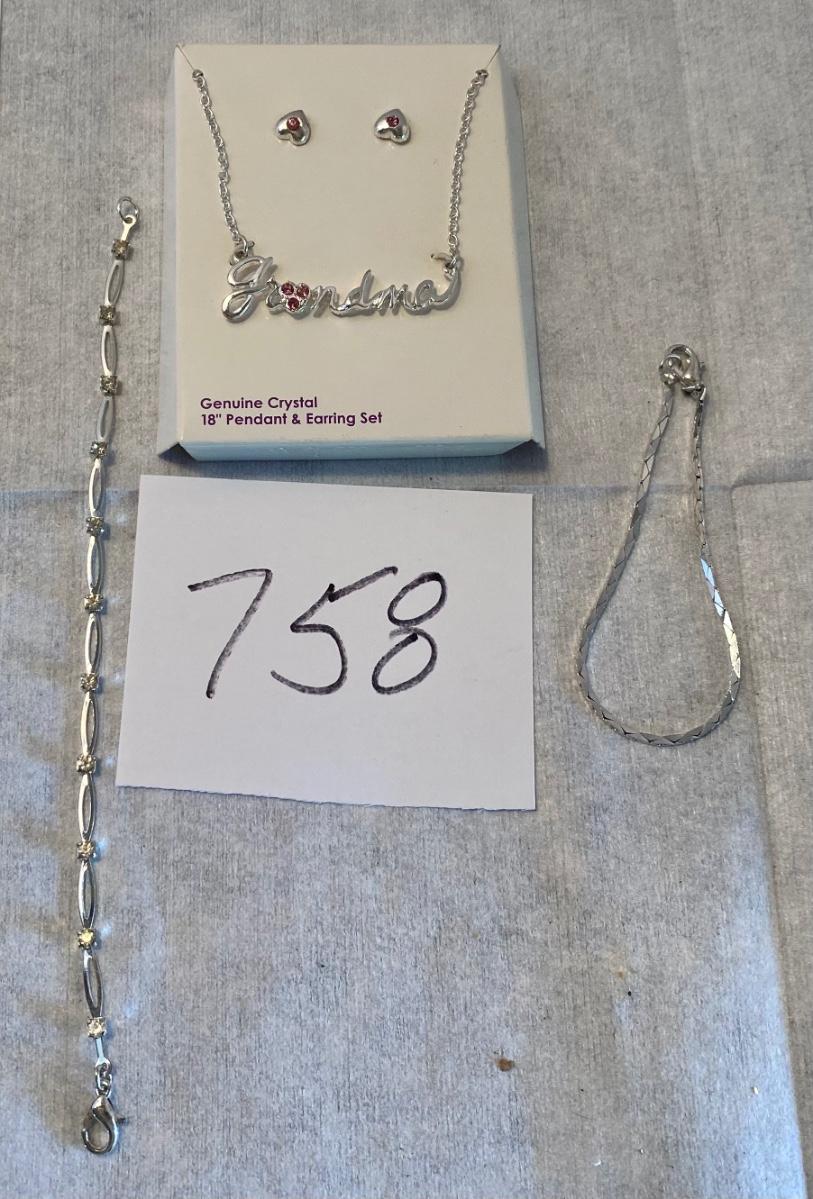 Grandma
Genuine Crystal
18" Pendant & Earring Set
758